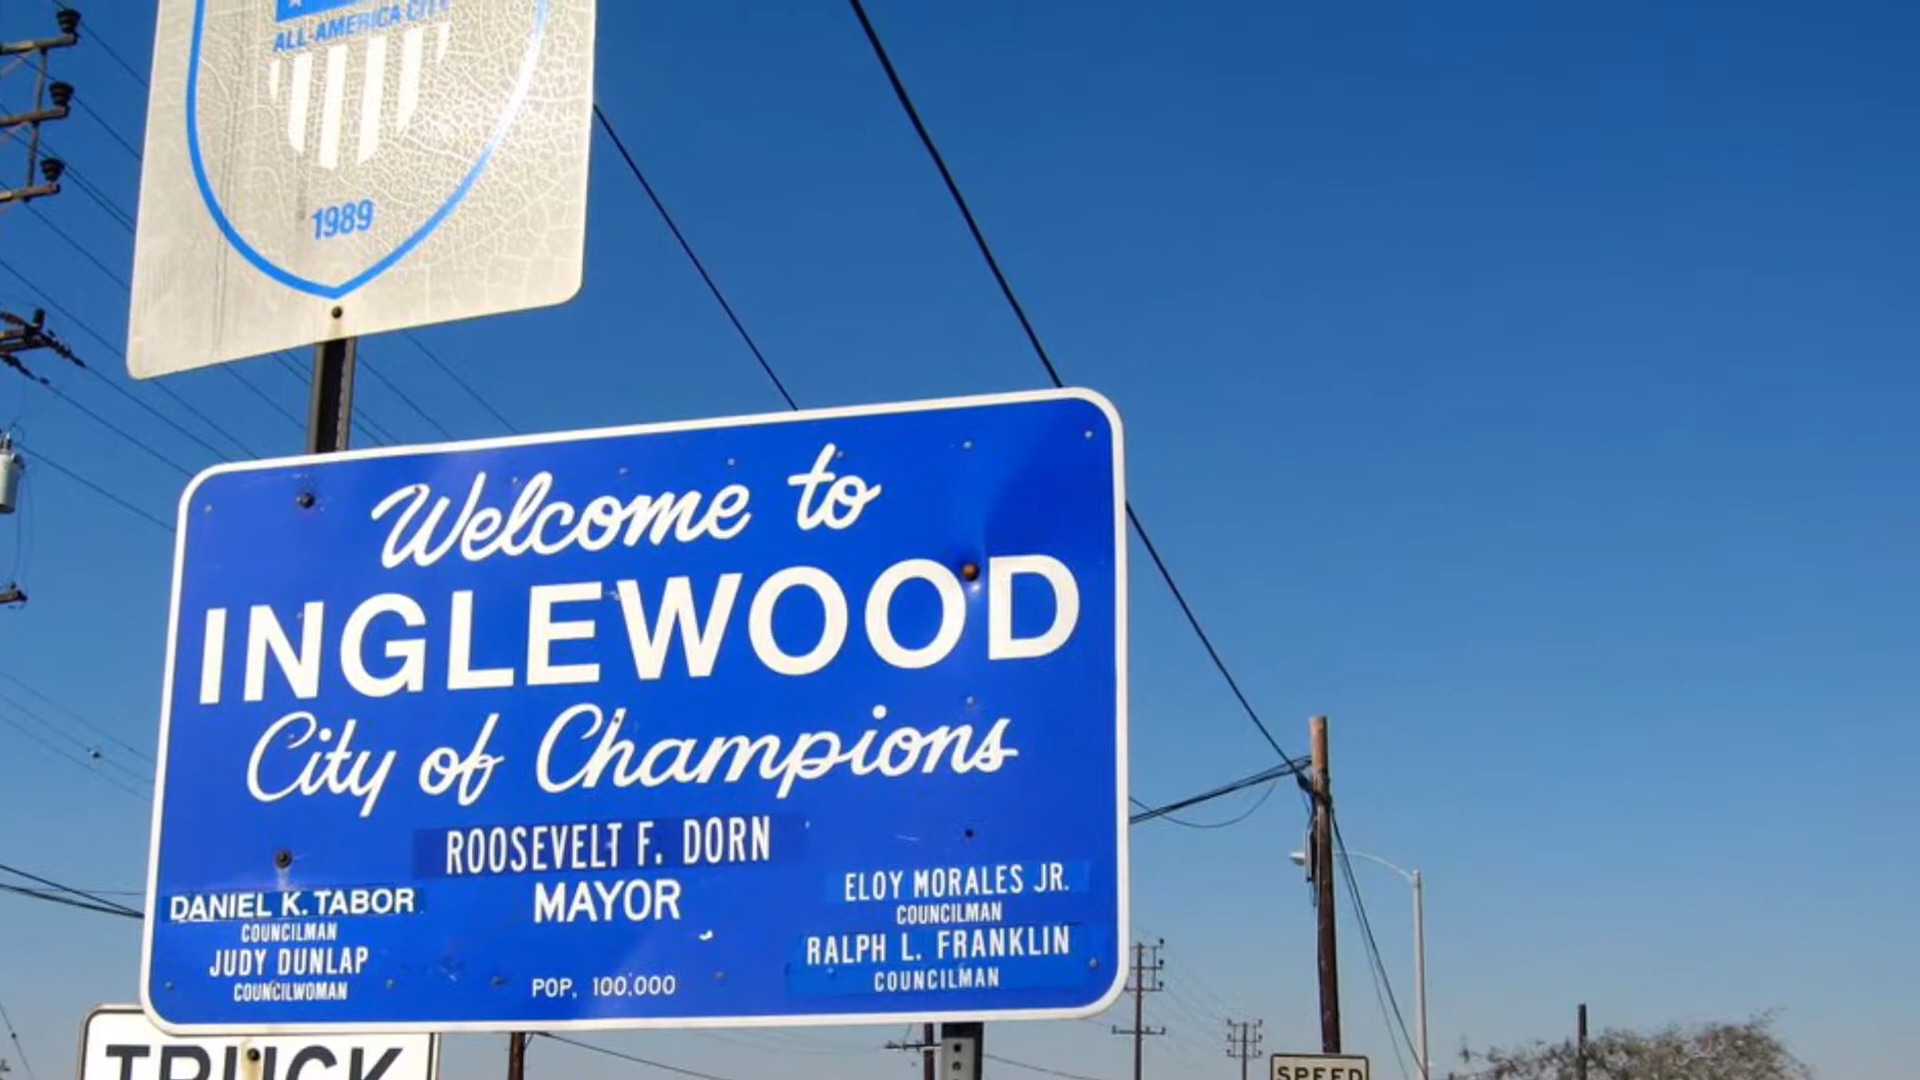 ALL-AMERICA CITY
1989
Welcome to
INGLEWOOD
City of Champions
ROOSEVELT F. DORN
MAYOR
DANIEL K. TABOR
COUNCILMAN
JUDY DUNLAP
COUNCILWOMAN
ELOY MORALES JR.
COUNCILMAN
RALPH L. FRANKLIN
COUNCILMAN
POP. 100,000
TRUCK
SPEED